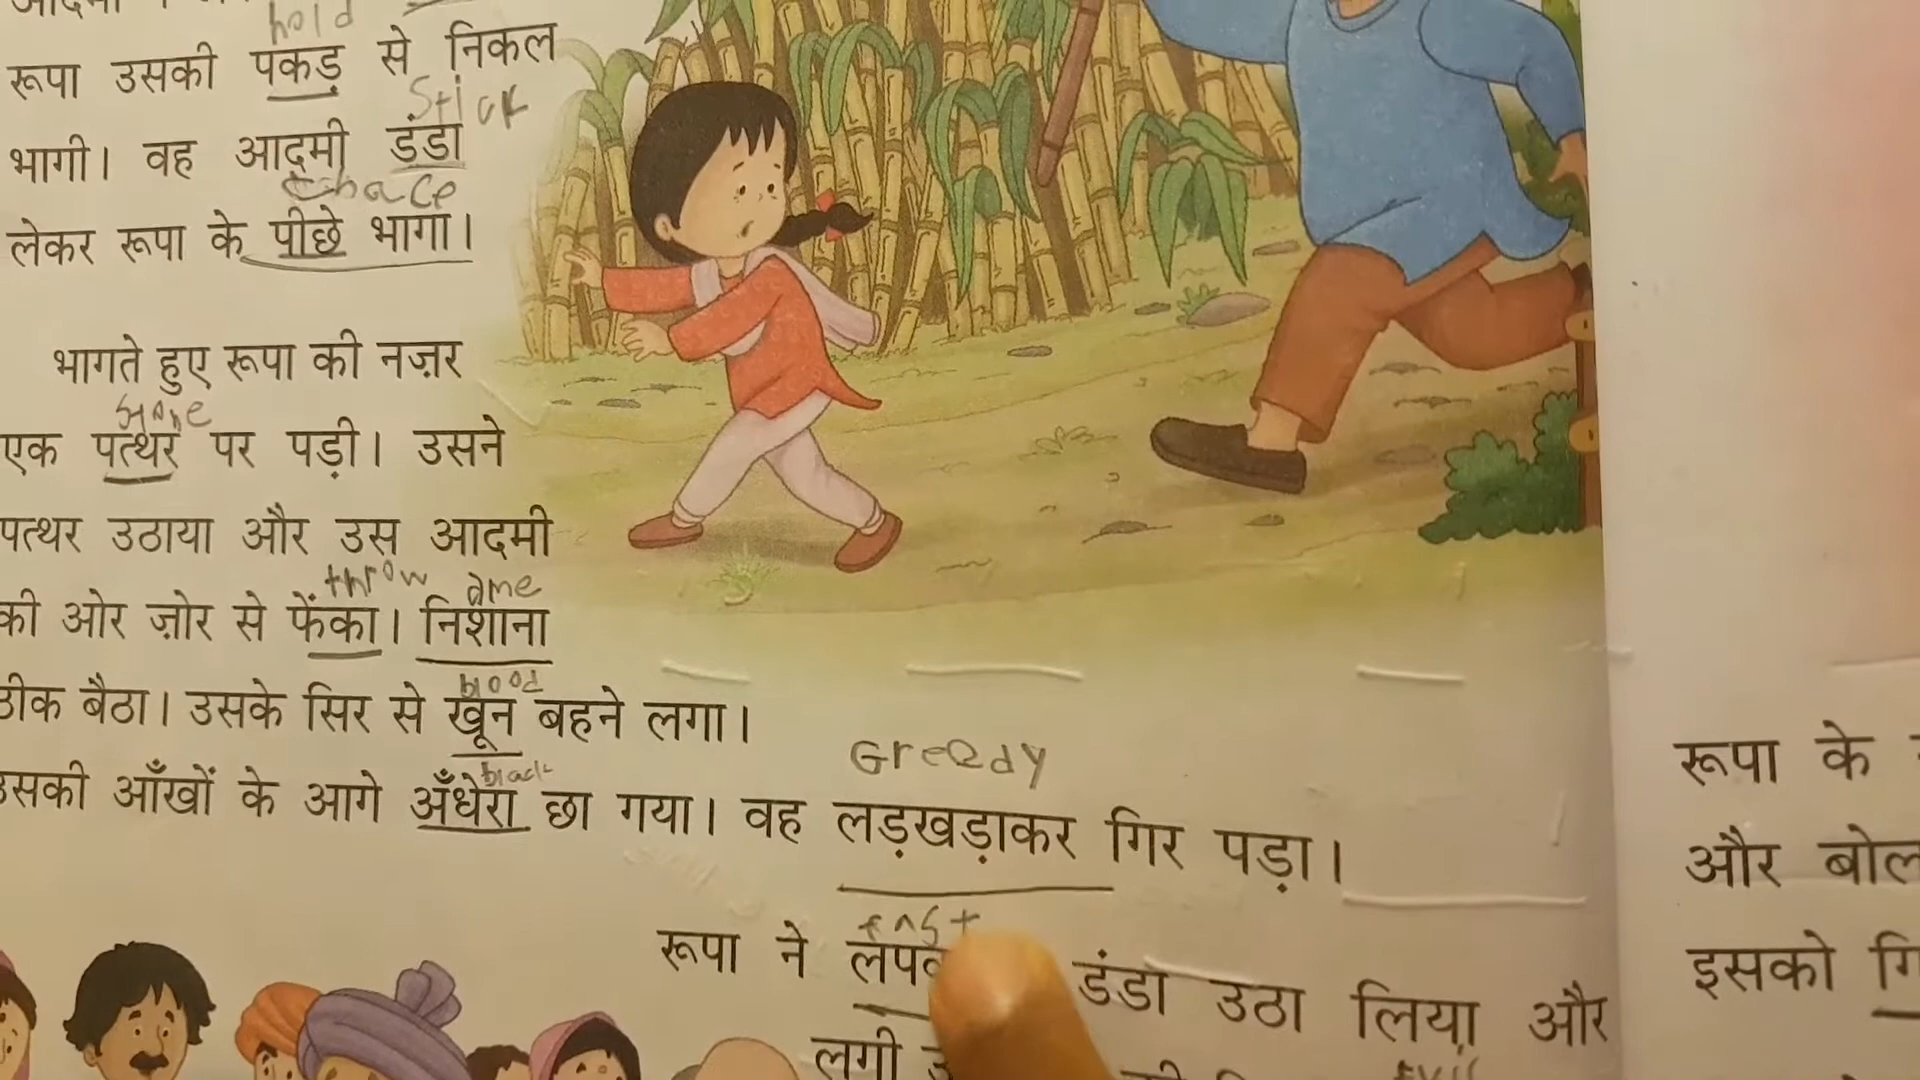 hold
रूपा उसकी पकड़ से निकल
Stick
भागी। वह आदमी डंडा
chace
लेकर रूपा के पीछे भागा।
भागते हुए रूपा की नज़र
stone
एक पत्थर पर पड़ी। उसने
पत्थर उठाया और उस आदमी
throw ame
की ओर ज़ोर से फेंका। निशाना
blood
ठीक बैठा। उसके सिर से खून बहने लगा।
black
उसकी आँखों के आगे अँधेरा छा गया। वह लड़खड़ाकर गिर पड़ा।
Greedy
fast
रूपा ने डंडा उठा लिया और
लगी
रूपा के
और
इसको